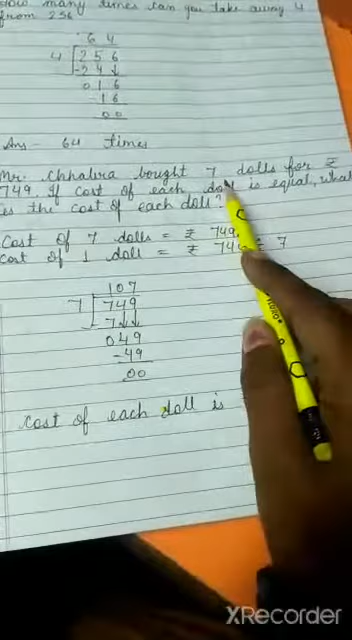 How many times can you take away 4
from 256
64
4 256
-24
016
-16
00
Ans - 64 times
Mr. Chhabra bought 7 dolls for ₹
749. If cost of each doll is equal, what
is the cost of each doll?
Cost of 7 dolls = ₹ 749
Cost of 1 doll = ₹ 749 ÷ 7
107
7 749
-7
049
-49
00
cost of each doll is
XRecorder